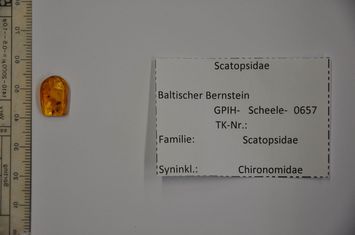 Scatopsidae
Baltischer Bernstein
GPIH- Scheele- 0657
TK-Nr.:
Familie: Scatopsidae
Syninkl.: Chironomidae